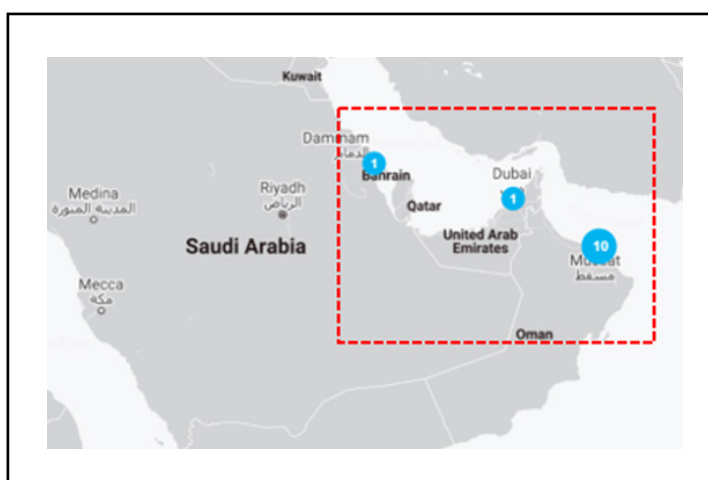 Kuwait
Dammam
الدمام
1
Bahrain
Dubai
1
Medina
المدينة المنورة
Riyadh
الرياض
Qatar
United Arab
Emirates
Saudi Arabia
10
مسقط
Mecca
مكة
Oman